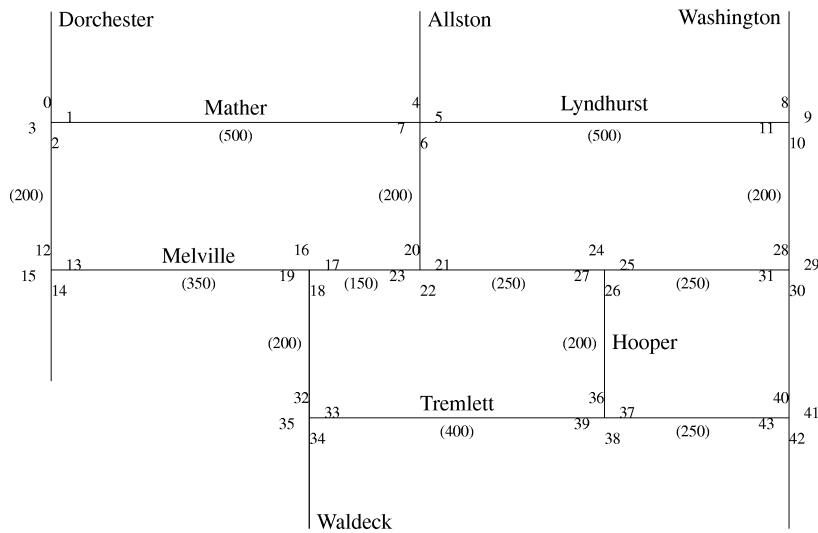 Dorchester Allston Washington
0 Mather 4 Lyndhurst 8
1 5 9
3 (500) 7 (500) 11
2 6 10
(200) (200) (200)
12 Melville 16 20 24 28
13 17 21 25 29
15 (350) 19 (150) 23 (250) 27 (250) 31
14 18 22 26 30
(200) (200) Hooper
32 Tremlett 36 40
33 37 41
35 (400) 39 (250) 43
34 38 42
Waldeck